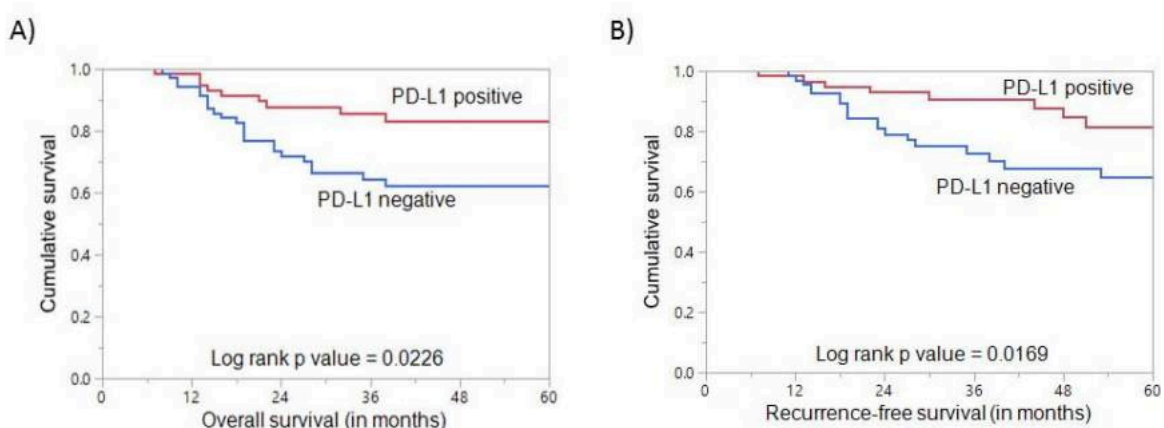 A)
Cumulative survival
1.0
0.8
0.6
0.4
0.2
0.0
PD-L1 positive
PD-L1 negative
Log rank p value = 0.0226
0 12 24 36 48 60
Overall survival (in months)
B)
Cumulative survival
1.0
0.8
0.6
0.4
0.2
0.0
PD-L1 positive
PD-L1 negative
Log rank p value = 0.0169
0 12 24 36 48 60
Recurrence-free survival (in months)